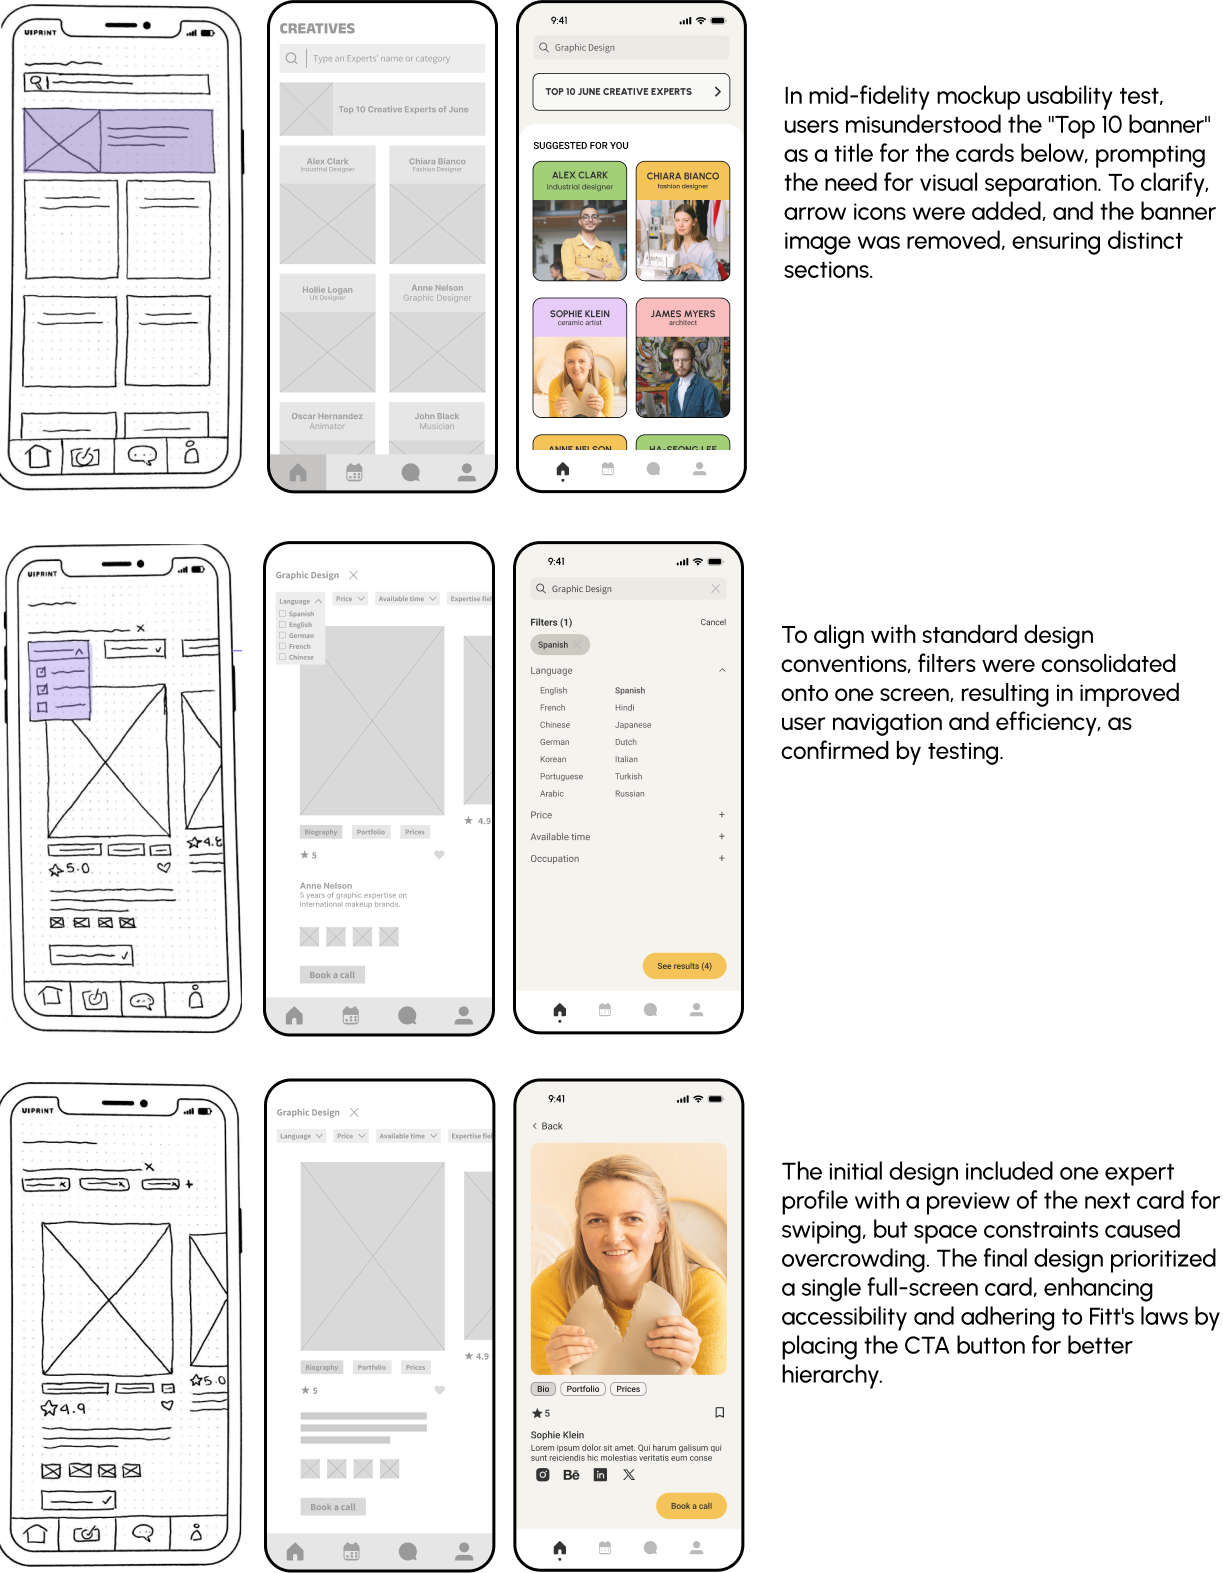 UIPRINT
CREATIVES
Type an Experts' name or category
Top 10 Creative Experts of June
Alex Clark
Industrial Designer
Chiara Bianco
Fashion Designer
Hollie Logan
UX Designer
Anne Nelson
Graphic Designer
Oscar Hernandez
Animator
John Black
Musician
9:41
Graphic Design
TOP 10 JUNE CREATIVE EXPERTS
SUGGESTED FOR YOU
ALEX CLARK
industrial designer
CHIARA BIANCO
fashion designer
SOPHIE KLEIN
ceramic artist
JAMES MYERS
architect
ANNE NELSON
HA-SEONG LEE
In mid-fidelity mockup usability test,
users misunderstood the "Top 10 banner"
as a title for the cards below, prompting
the need for visual separation. To clarify,
arrow icons were added, and the banner
image was removed, ensuring distinct
sections.
UIPRINT
4.8
5.0
Graphic Design
Language
Price
Available time
Expertise fiel
Spanish
English
German
French
Chinese
4.9
Biography
Portfolio
Prices
5
Anne Nelson
5 years of graphic expertise on
international makeup brands.
Book a call
9:41
Graphic Design
Filters (1)
Cancel
Spanish
Language
English
Spanish
French
Hindi
Chinese
Japanese
German
Dutch
Korean
Italian
Portuguese
Turkish
Arabic
Russian
Price +
Available time +
Occupation +
See results (4)
To align with standard design
conventions, filters were consolidated
onto one screen, resulting in improved
user navigation and efficiency, as
confirmed by testing.
UIPRINT
5.0
4.9
Graphic Design
Language
Price
Available time
Expertise fiel
4.9
Biography
Portfolio
Prices
5
Book a call
9:41
Back
Bio
Portfolio
Prices
5
Sophie Klein
Lorem ipsum dolor sit amet. Qui harum galisum qui
sunt reiciendis hic molestias veritatis eum conse
Bē
in
X
Book a call
The initial design included one expert
profile with a preview of the next card for
swiping, but space constraints caused
overcrowding. The final design prioritized
a single full-screen card, enhancing
accessibility and adhering to Fitt's laws by
placing the CTA button for better
hierarchy.